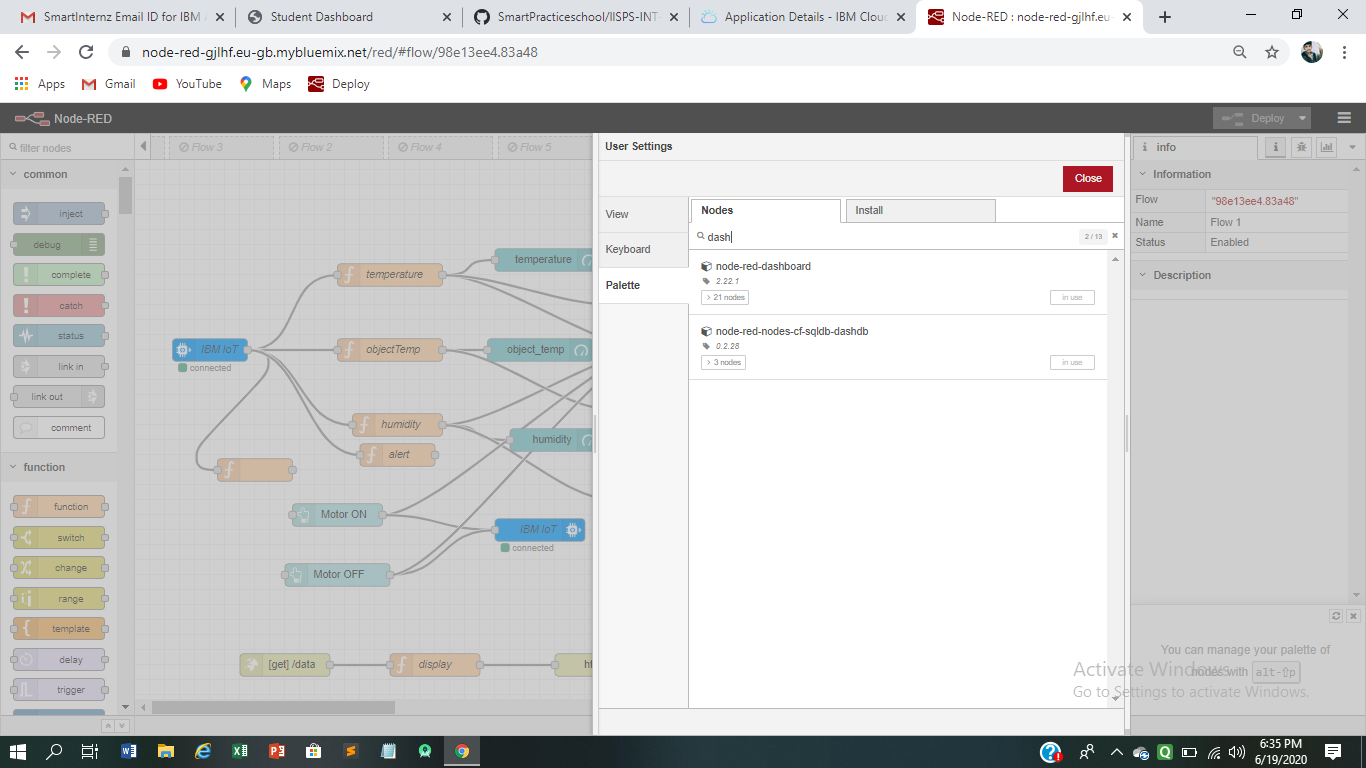 SmartInternz Email ID for IBM
Student Dashboard
SmartPracticeschool/IISPS-INT-
Application Details - IBM Clou
Node-RED : node-red-gjlhf.eu-
node-red-gjlhf.eu-gb.mybluemix.net/red/#flow/98e13ee4.83a48
Apps
Gmail
YouTube
Maps
Deploy
Node-RED
Deploy
filter nodes
Flow 3
Flow 2
Flow 4
Flow 5
User Settings
info
common
Close
Information
inject
View
Nodes
Install
Flow
"98e13ee4.83a48"
Name
Flow 1
debug
Keyboard
dash
2 / 13
Status
Enabled
complete
temperature
temperature
Palette
node-red-dashboard
2.22.1
> 21 nodes
in use
Description
catch
status
IBM IoT
connected
objectTemp
object_temp
node-red-nodes-cf-sqldb-dashdb
0.2.28
> 3 nodes
in use
link in
link out
comment
humidity
humidity
alert
function
function
Motor ON
switch
IBM IoT
connected
change
Motor OFF
range
template
delay
[get] /data
display
ht
trigger
You can manage your palette of
nodes with alt-⇧p
Activate Windows
Go to Settings to activate Windows.
6:35 PM
6/19/2020